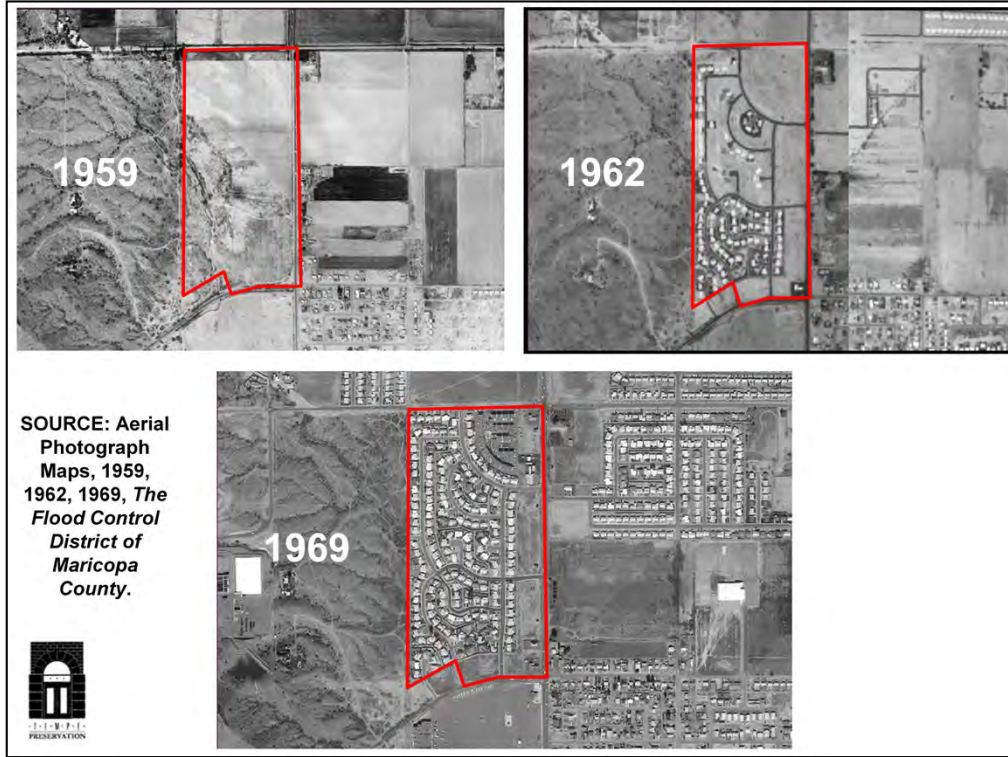 1959
1962
SOURCE: Aerial
Photograph
Maps, 1959,
1962, 1969, The
Flood Control
District of
Maricopa
County.
1969
T·E·M·P·E
PRESERVATION